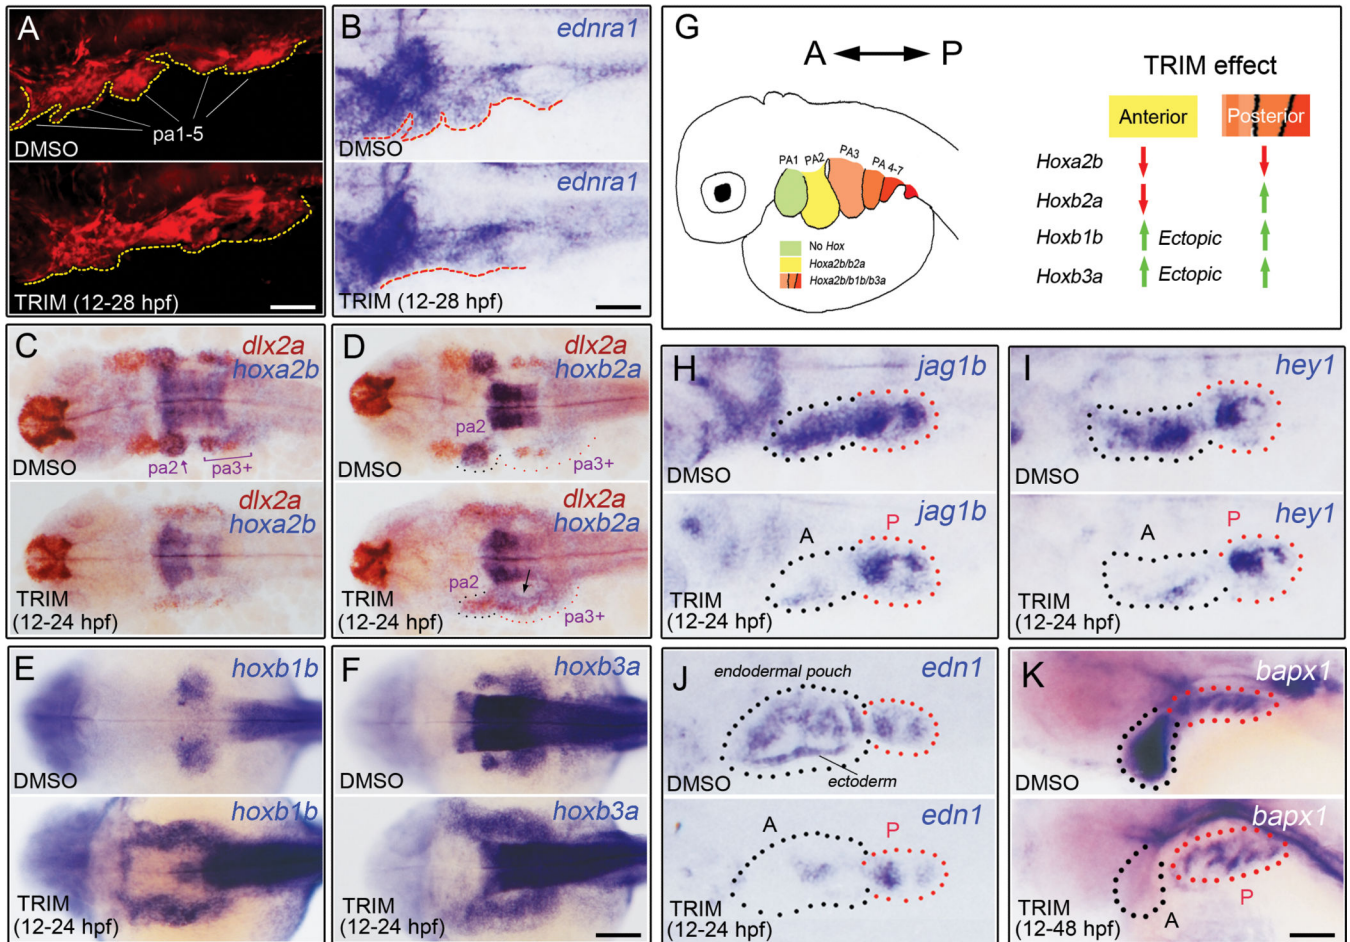 A
pa1-5
DMSO
TRIM (12-28 hpf)
B
ednra1
DMSO
ednra1
TRIM (12-28 hpf)
C
dlx2a
hoxa2b
pa2
pa3+
DMSO
dlx2a
hoxa2b
TRIM
(12-24 hpf)
D
dlx2a
hoxb2a
pa2
pa3+
DMSO
dlx2a
hoxb2a
pa2
pa3+
TRIM
(12-24 hpf)
E
hoxb1b
DMSO
hoxb1b
TRIM
(12-24 hpf)
F
hoxb3a
DMSO
hoxb3a
TRIM
(12-24 hpf)
G
A P
PA1 PA2 PA3 PA 4-7
No Hox
Hoxa2b/b2a
Hoxa2b/b1b/b3a
TRIM effect
Anterior Posterior
Hoxa2b
Hoxb2a
Hoxb1b Ectopic
Hoxb3a Ectopic
H
jag1b
DMSO
jag1b
A P
TRIM
(12-24 hpf)
I
hey1
DMSO
hey1
A P
TRIM
(12-24 hpf)
J
edn1
endodermal pouch
ectoderm
DMSO
edn1
A P
TRIM
(12-24 hpf)
K
bapx1
DMSO
bapx1
A P
TRIM
(12-48 hpf)